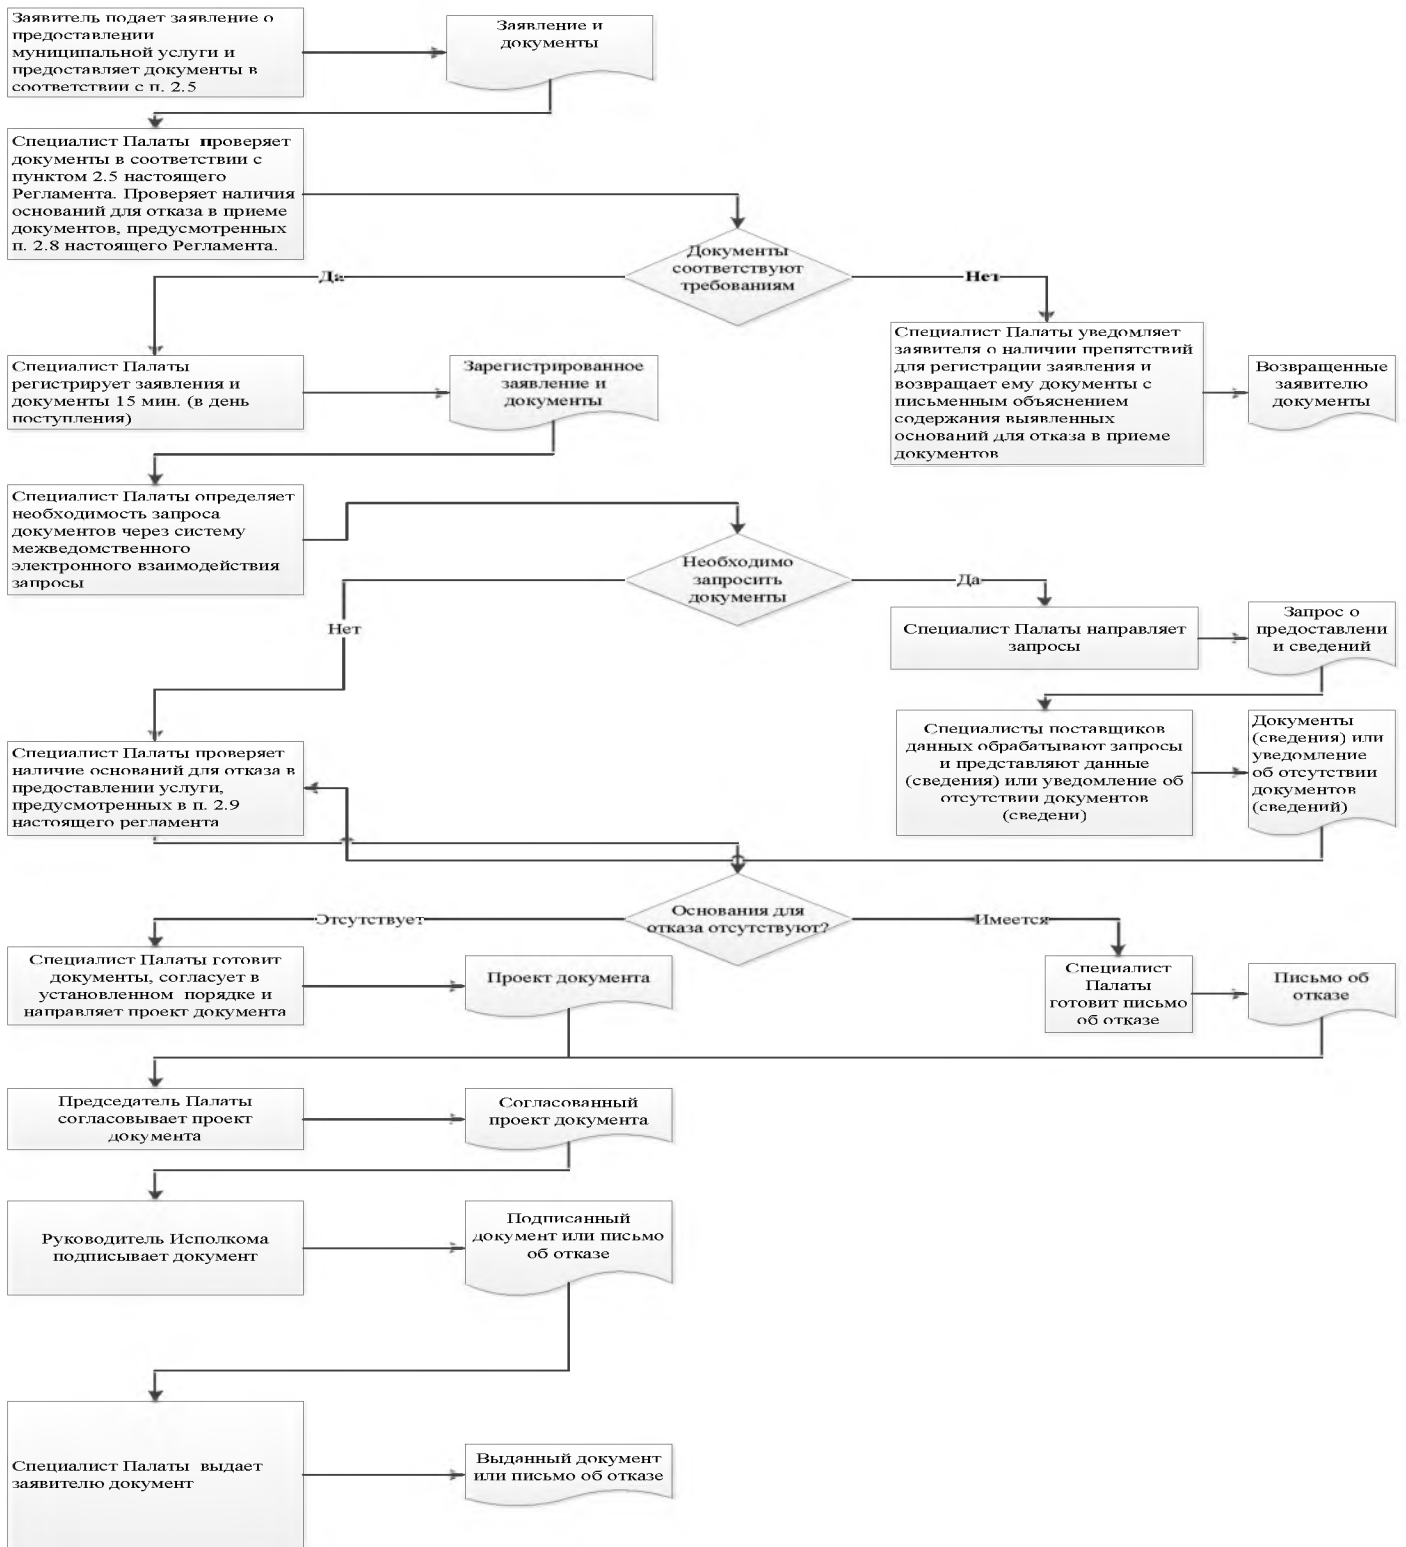 Заявитель подает заявление о
предоставлении
муниципальной услуги и
предоставляет документы в
соответствии с п. 2.5
Заявление и
документы
Специалист Палаты проверяет
документы в соответствии с
пунктом 2.5 настоящего
Регламента. Проверяет наличия
оснований для отказа в приеме
документов, предусмотренных
п. 2.8 настоящего Регламента.
Документы
соответствуют
требованиям
Да
Нет
Специалист Палаты
регистрирует заявления и
документы 15 мин. (в день
поступления)
Зарегистрированное
заявление и
документы
Специалист Палаты уведомляет
заявителя о наличии препятствий
для регистрации заявления и
возвращает ему документы с
письменным объяснением
содержания выявленных
оснований для отказа в приеме
документов
Возвращенные
заявителю
документы
Специалист Палаты определяет
необходимость запроса
документов через систему
межведомственного
электронного взаимодействия
запросы
Необходимо
запросить
документы
Да
Нет
Специалист Палаты направляет
запросы
Запрос о
предоставлени
и сведений
Специалисты поставщиков
данных обрабатывают запросы
и представляют данные
(сведения) или уведомление об
отсутствии документов
(сведени)
Документы
(сведения) или
уведомление
об отсутствии
документов
(сведений)
Специалист Палаты проверяет
наличие оснований для отказа в
предоставлении услуги,
предусмотренных в п. 2.9
настоящего регламента
Основания для
отказа отсутствуют?
Отсутствует
Имеется
Специалист Палаты готовит
документы, согласует в
установленном порядке и
направляет проект документа
Проект документа
Специалист
Палаты
готовит письмо
об отказе
Письмо об
отказе
Председатель Палаты
согласовывает проект
документа
Согласованный
проект документа
Руководитель Исполкома
подписывает документ
Подписанный
документ или письмо
об отказе
Специалист Палаты выдает
заявителю документ
Выданный документ
или письмо об отказе